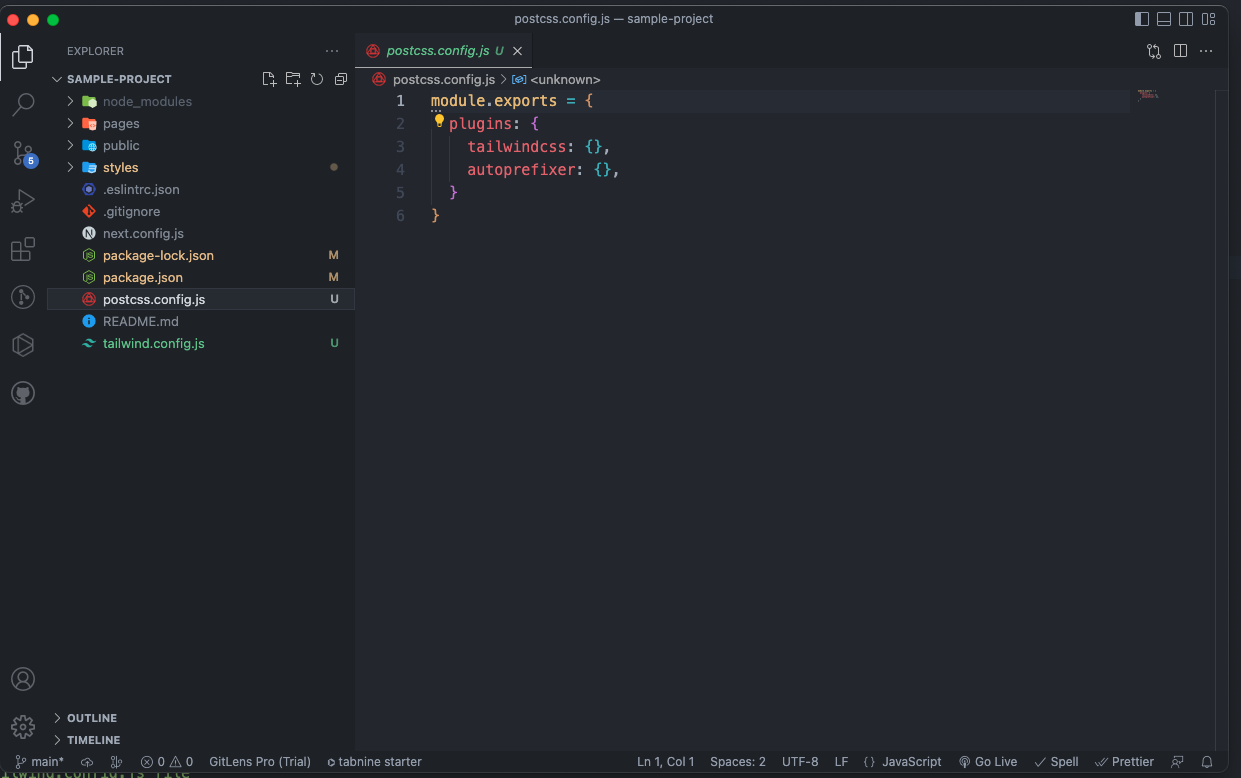 postcss.config.js — sample-project
EXPLORER
SAMPLE-PROJECT
node_modules
pages
public
styles
.eslintrc.json
.gitignore
next.config.js
package-lock.json M
package.json M
postcss.config.js U
README.md
tailwind.config.js U
5
OUTLINE
TIMELINE
postcss.config.js U
postcss.config.js > <unknown>
1 module.exports = {
2 plugins: {
3 tailwindcss: {},
4 autoprefixer: {},
5 }
6 }
main* 0 0 GitLens Pro (Trial) tabnine starter Ln 1, Col 1 Spaces: 2 UTF-8 LF {} JavaScript Go Live Spell Prettier
ilwind.config.js file